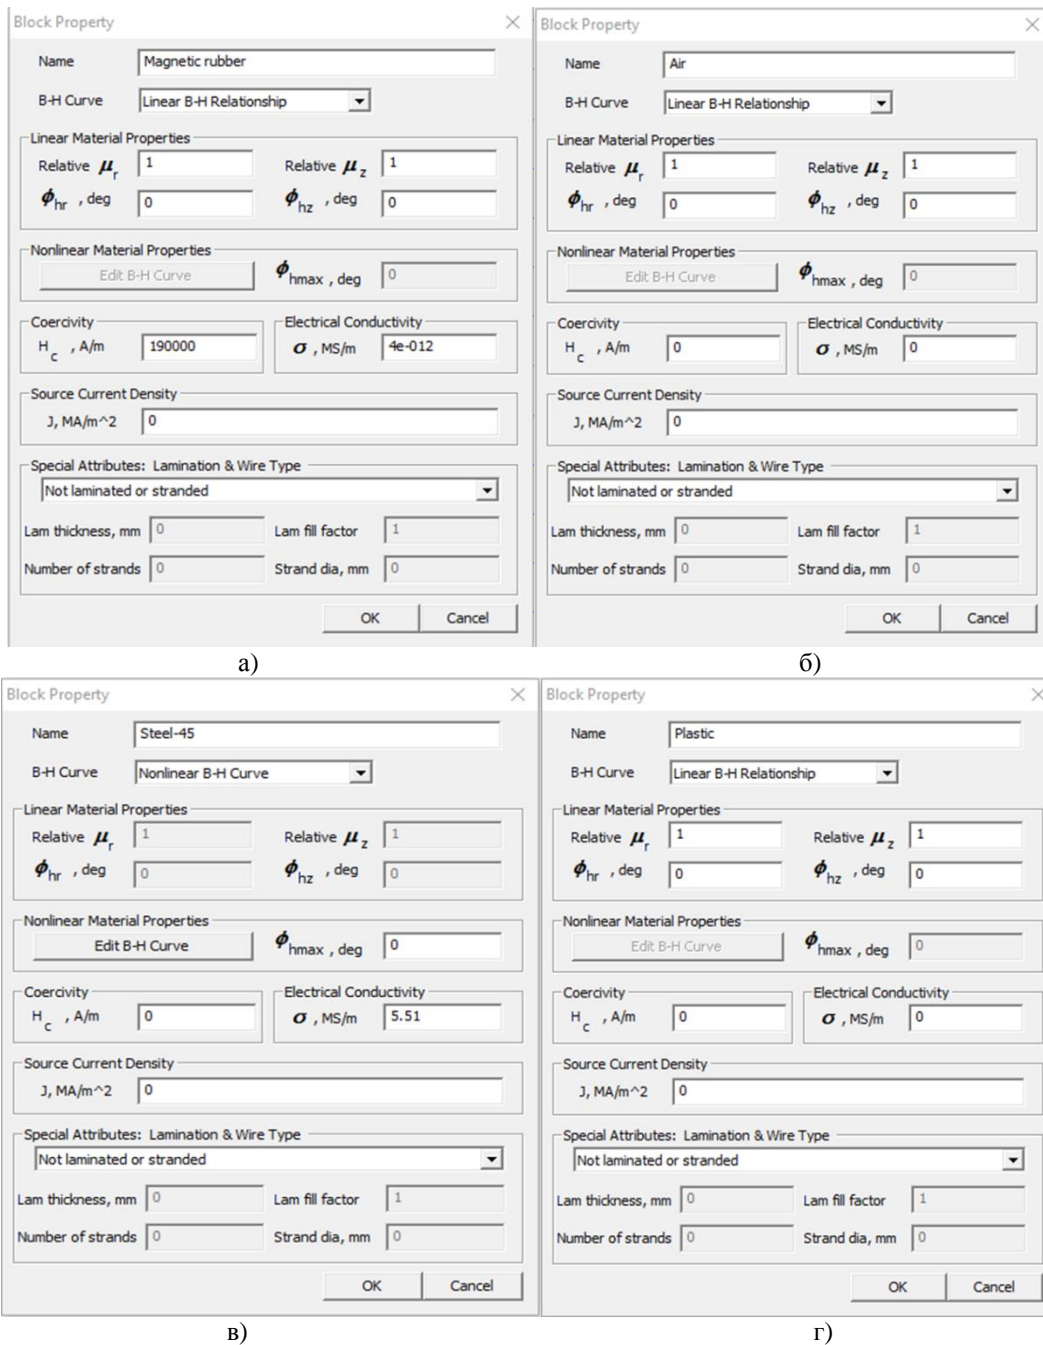 Block Property
Name Magnetic rubber
B-H Curve Linear B-H Relationship
Linear Material Properties
Relative μr 1 Relative μz 1
ϕhr , deg 0 ϕhz , deg 0
Nonlinear Material Properties
Edit B-H Curve ϕhmax , deg 0
Coercivity Electrical Conductivity
Hc , A/m 190000 σ , MS/m 4e-012
Source Current Density
J, MA/m^2 0
Special Attributes: Lamination & Wire Type
Not laminated or stranded
Lam thickness, mm 0 Lam fill factor 1
Number of strands 0 Strand dia, mm 0
OK Cancel
а)
Block Property
Name Air
B-H Curve Linear B-H Relationship
Linear Material Properties
Relative μr 1 Relative μz 1
ϕhr , deg 0 ϕhz , deg 0
Nonlinear Material Properties
Edit B-H Curve ϕhmax , deg 0
Coercivity Electrical Conductivity
Hc , A/m 0 σ , MS/m 0
Source Current Density
J, MA/m^2 0
Special Attributes: Lamination & Wire Type
Not laminated or stranded
Lam thickness, mm 0 Lam fill factor 1
Number of strands 0 Strand dia, mm 0
OK Cancel
б)
Block Property
Name Steel-45
B-H Curve Nonlinear B-H Curve
Linear Material Properties
Relative μr 1 Relative μz 1
ϕhr , deg 0 ϕhz , deg 0
Nonlinear Material Properties
Edit B-H Curve ϕhmax , deg 0
Coercivity Electrical Conductivity
Hc , A/m 0 σ , MS/m 5.51
Source Current Density
J, MA/m^2 0
Special Attributes: Lamination & Wire Type
Not laminated or stranded
Lam thickness, mm 0 Lam fill factor 1
Number of strands 0 Strand dia, mm 0
OK Cancel
в)
Block Property
Name Plastic
B-H Curve Linear B-H Relationship
Linear Material Properties
Relative μr 1 Relative μz 1
ϕhr , deg 0 ϕhz , deg 0
Nonlinear Material Properties
Edit B-H Curve ϕhmax , deg 0
Coercivity Electrical Conductivity
Hc , A/m 0 σ , MS/m 0
Source Current Density
J, MA/m^2 0
Special Attributes: Lamination & Wire Type
Not laminated or stranded
Lam thickness, mm 0 Lam fill factor 1
Number of strands 0 Strand dia, mm 0
OK Cancel
г)